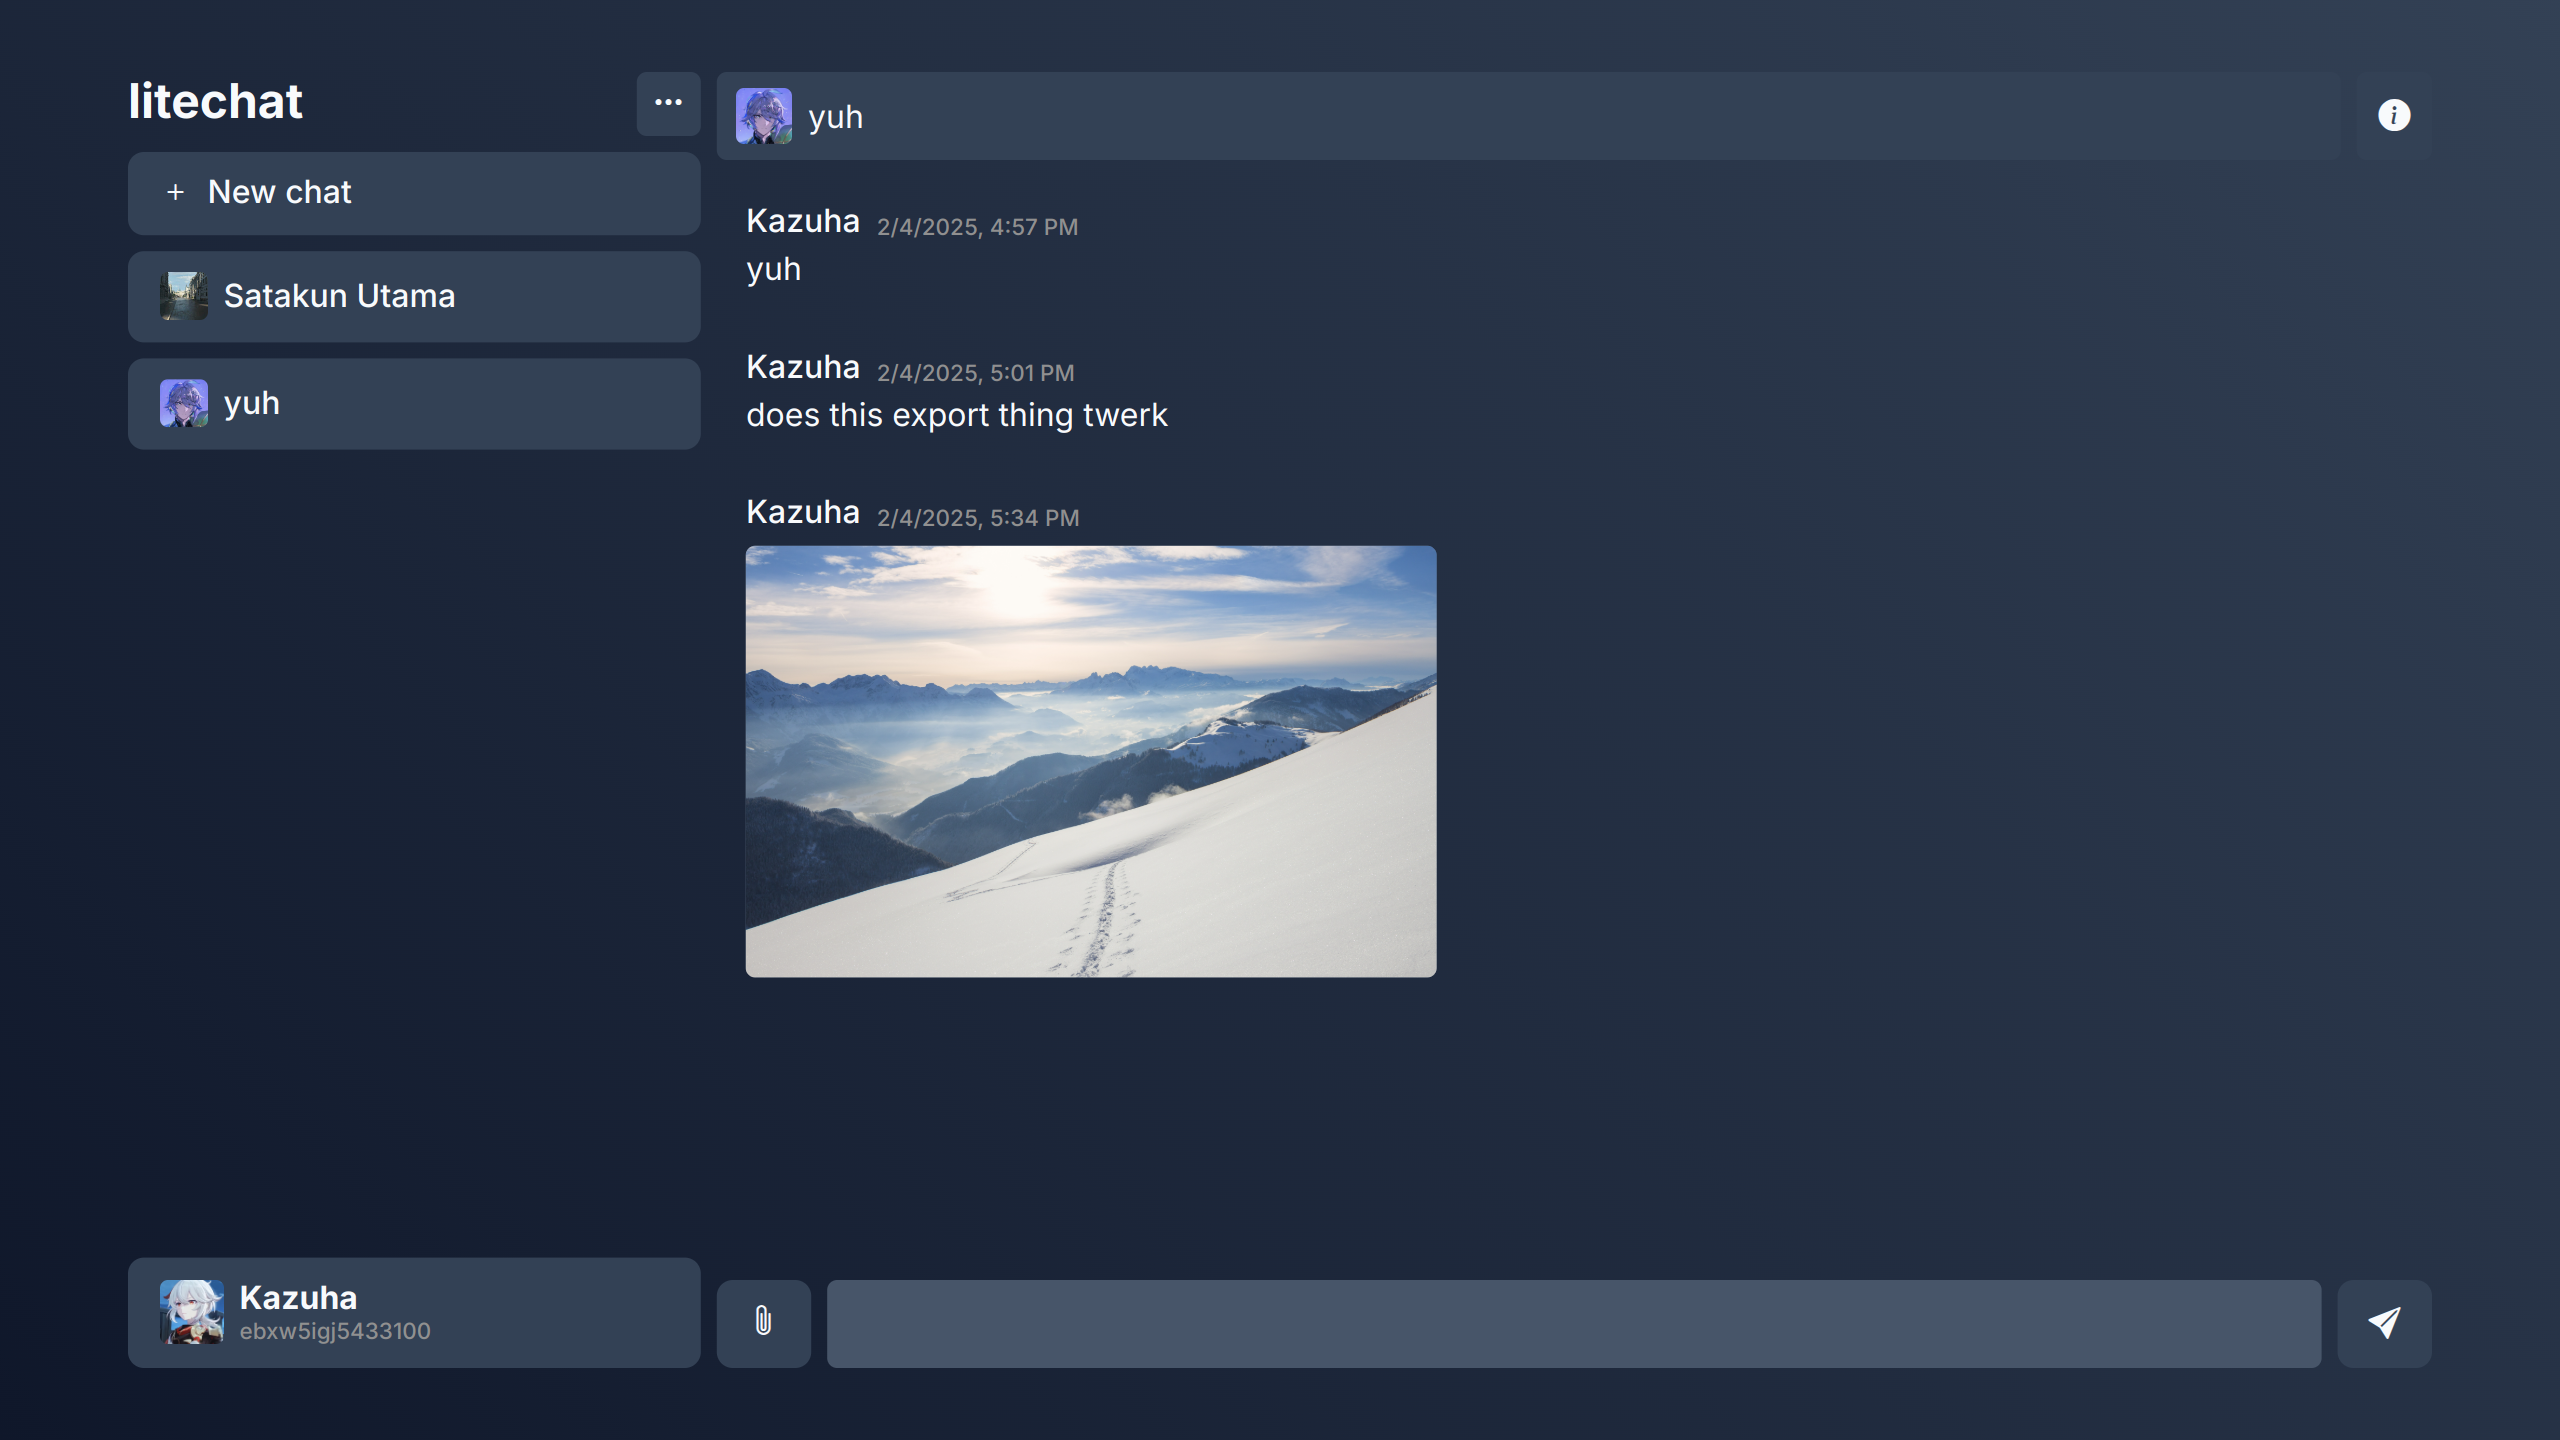 litechat
New chat
Satakun Utama
yuh
Kazuha
ebxw5igj5433100
yuh
Kazuha 2/4/2025, 4:57 PM
yuh
Kazuha 2/4/2025, 5:01 PM
does this export thing twerk
Kazuha 2/4/2025, 5:34 PM